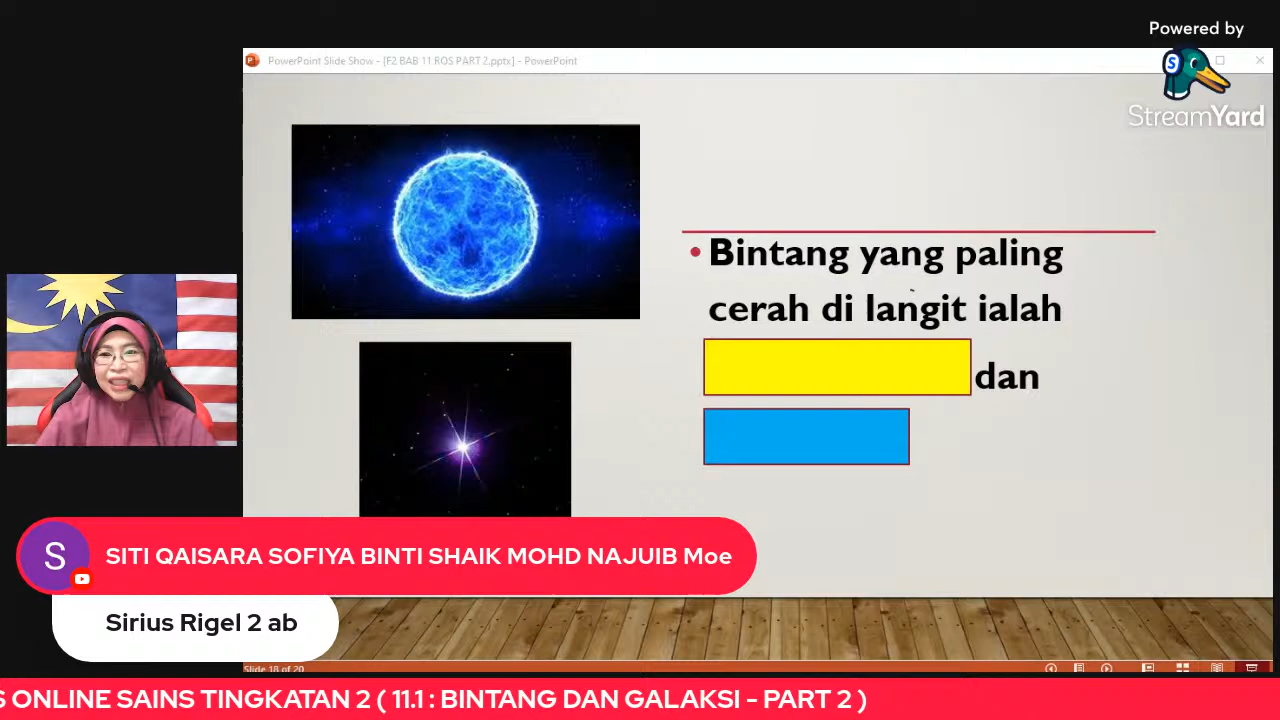 Powered by
StreamYard
PowerPoint Slide Show - [F2 BAB 11 ROS PART 2.pptx] - PowerPoint
• Bintang yang paling
cerah di langit ialah
dan
S
SITI QAISARA SOFIYA BINTI SHAIK MOHD NAJUIB Moe
Sirius Rigel 2 ab
Slide 18 of 20
S ONLINE SAINS TINGKATAN 2 ( 11.1 : BINTANG DAN GALAKSI - PART 2 )